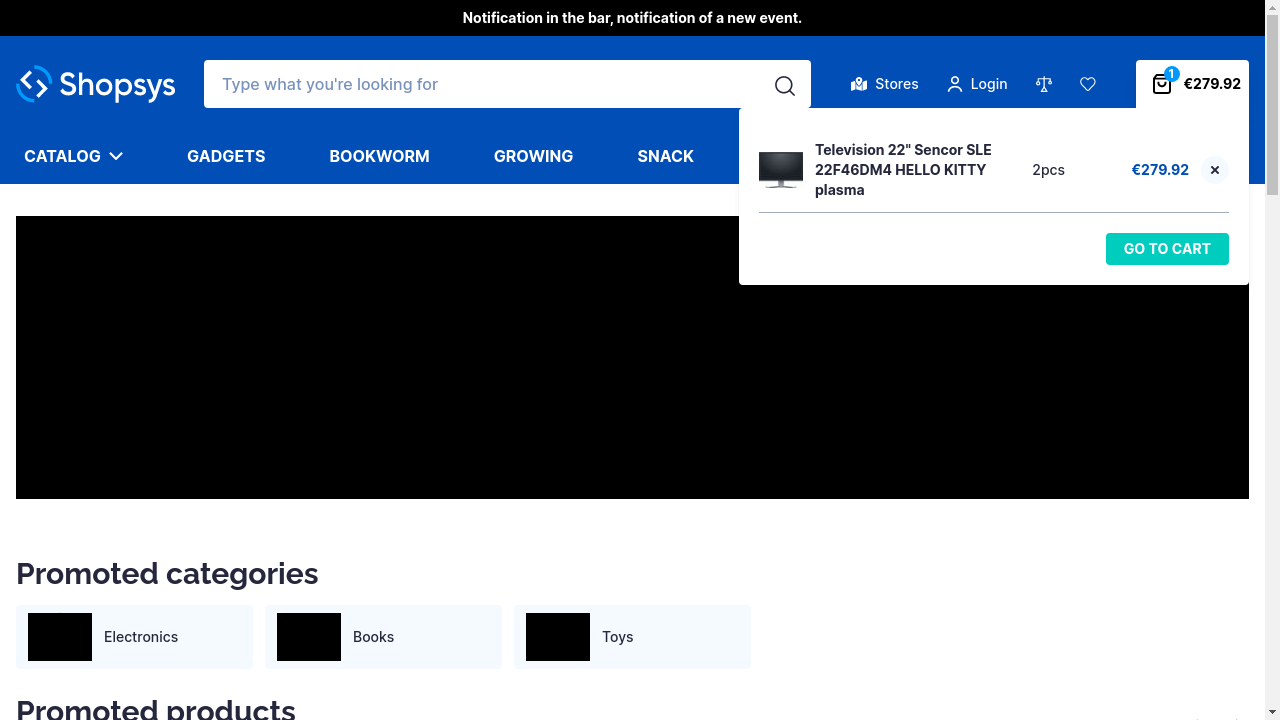 Notification in the bar, notification of a new event.
Shopsys
Type what you're looking for
Stores
Login
1
€279.92
CATALOG
GADGETS
BOOKWORM
GROWING
SNACK
Television 22" Sencor SLE
22F46DM4 HELLO KITTY
plasma
2pcs
€279.92
GO TO CART
Promoted categories
Electronics
Books
Toys
Promoted products